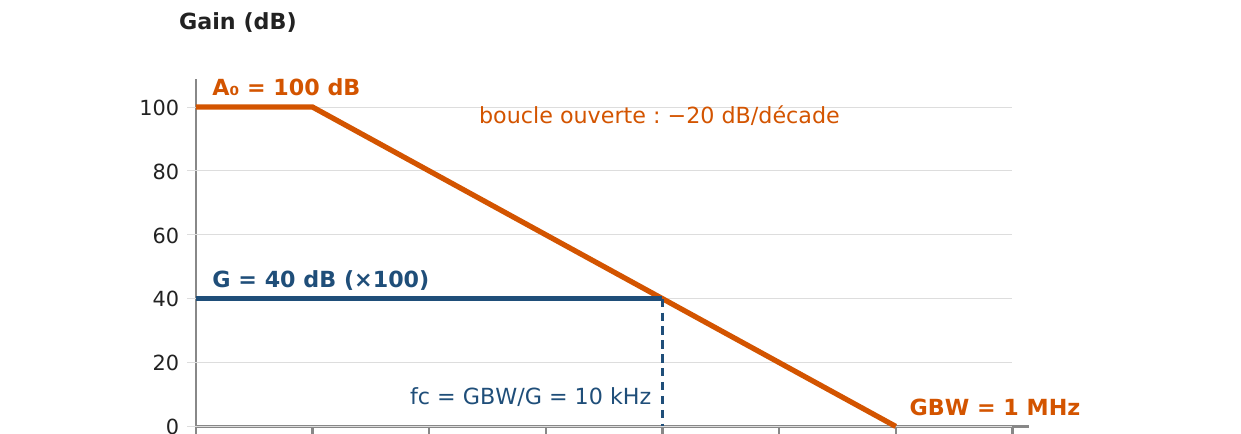 Gain (dB)
A₀ = 100 dB
100
boucle ouverte : −20 dB/décade
80
60
G = 40 dB (×100)
40
20
fc = GBW/G = 10 kHz
GBW = 1 MHz
0